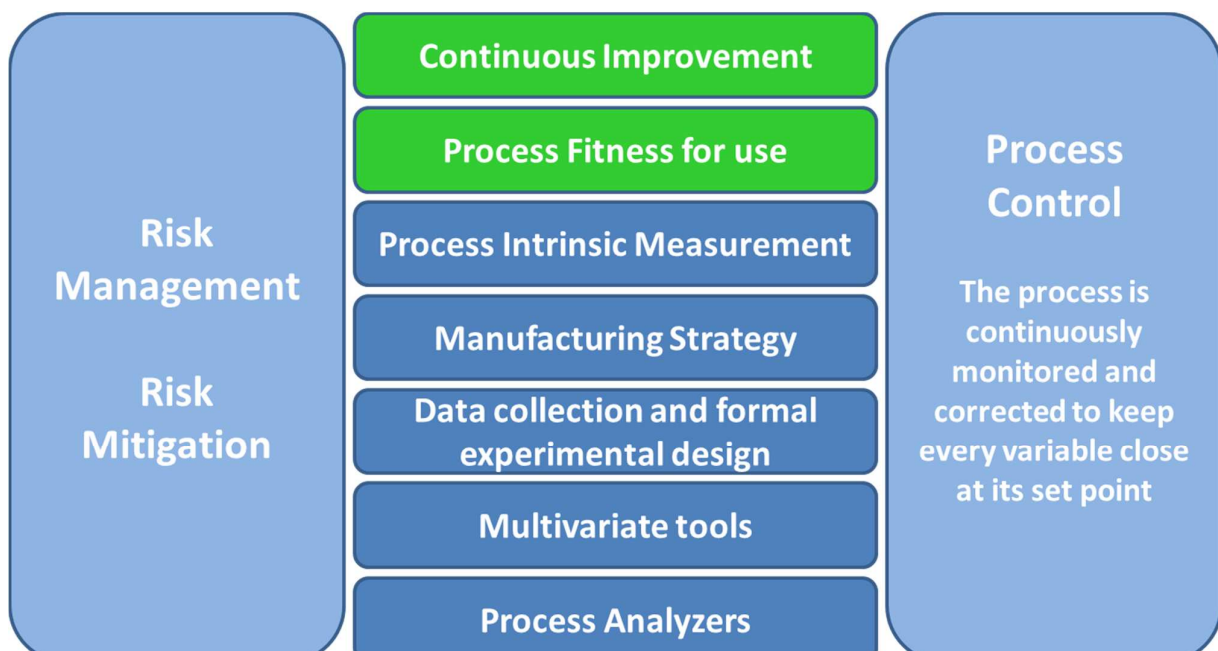 Risk
Management
Risk
Mitigation
Continuous Improvement
Process Fitness for use
Process Intrinsic Measurement
Manufacturing Strategy
Data collection and formal
experimental design
Multivariate tools
Process Analyzers
Process
Control
The process is
continuously
monitored and
corrected to keep
every variable close
at its set point